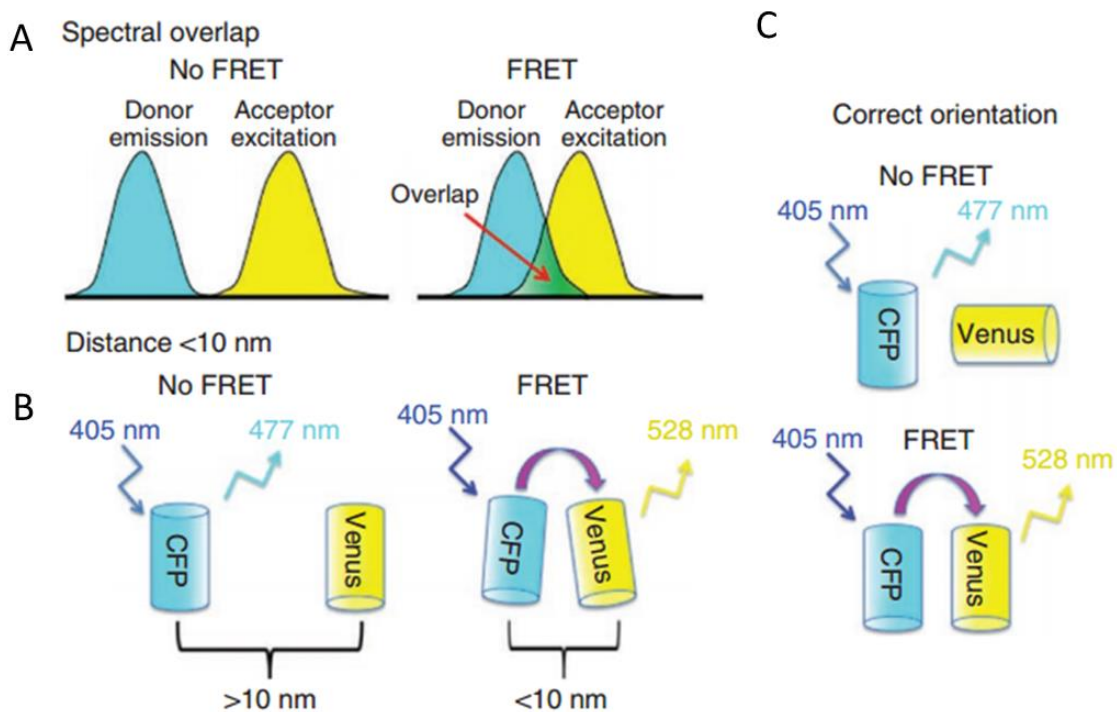 A
Spectral overlap
No FRET
Donor
emission
Acceptor
excitation
FRET
Donor
emission
Acceptor
excitation
Overlap
Distance <10 nm
B
No FRET
405 nm
477 nm
CFP
Venus
>10 nm
FRET
405 nm
528 nm
CFP
Venus
<10 nm
C
Correct orientation
No FRET
405 nm
477 nm
CFP
Venus
FRET
405 nm
528 nm
CFP
Venus